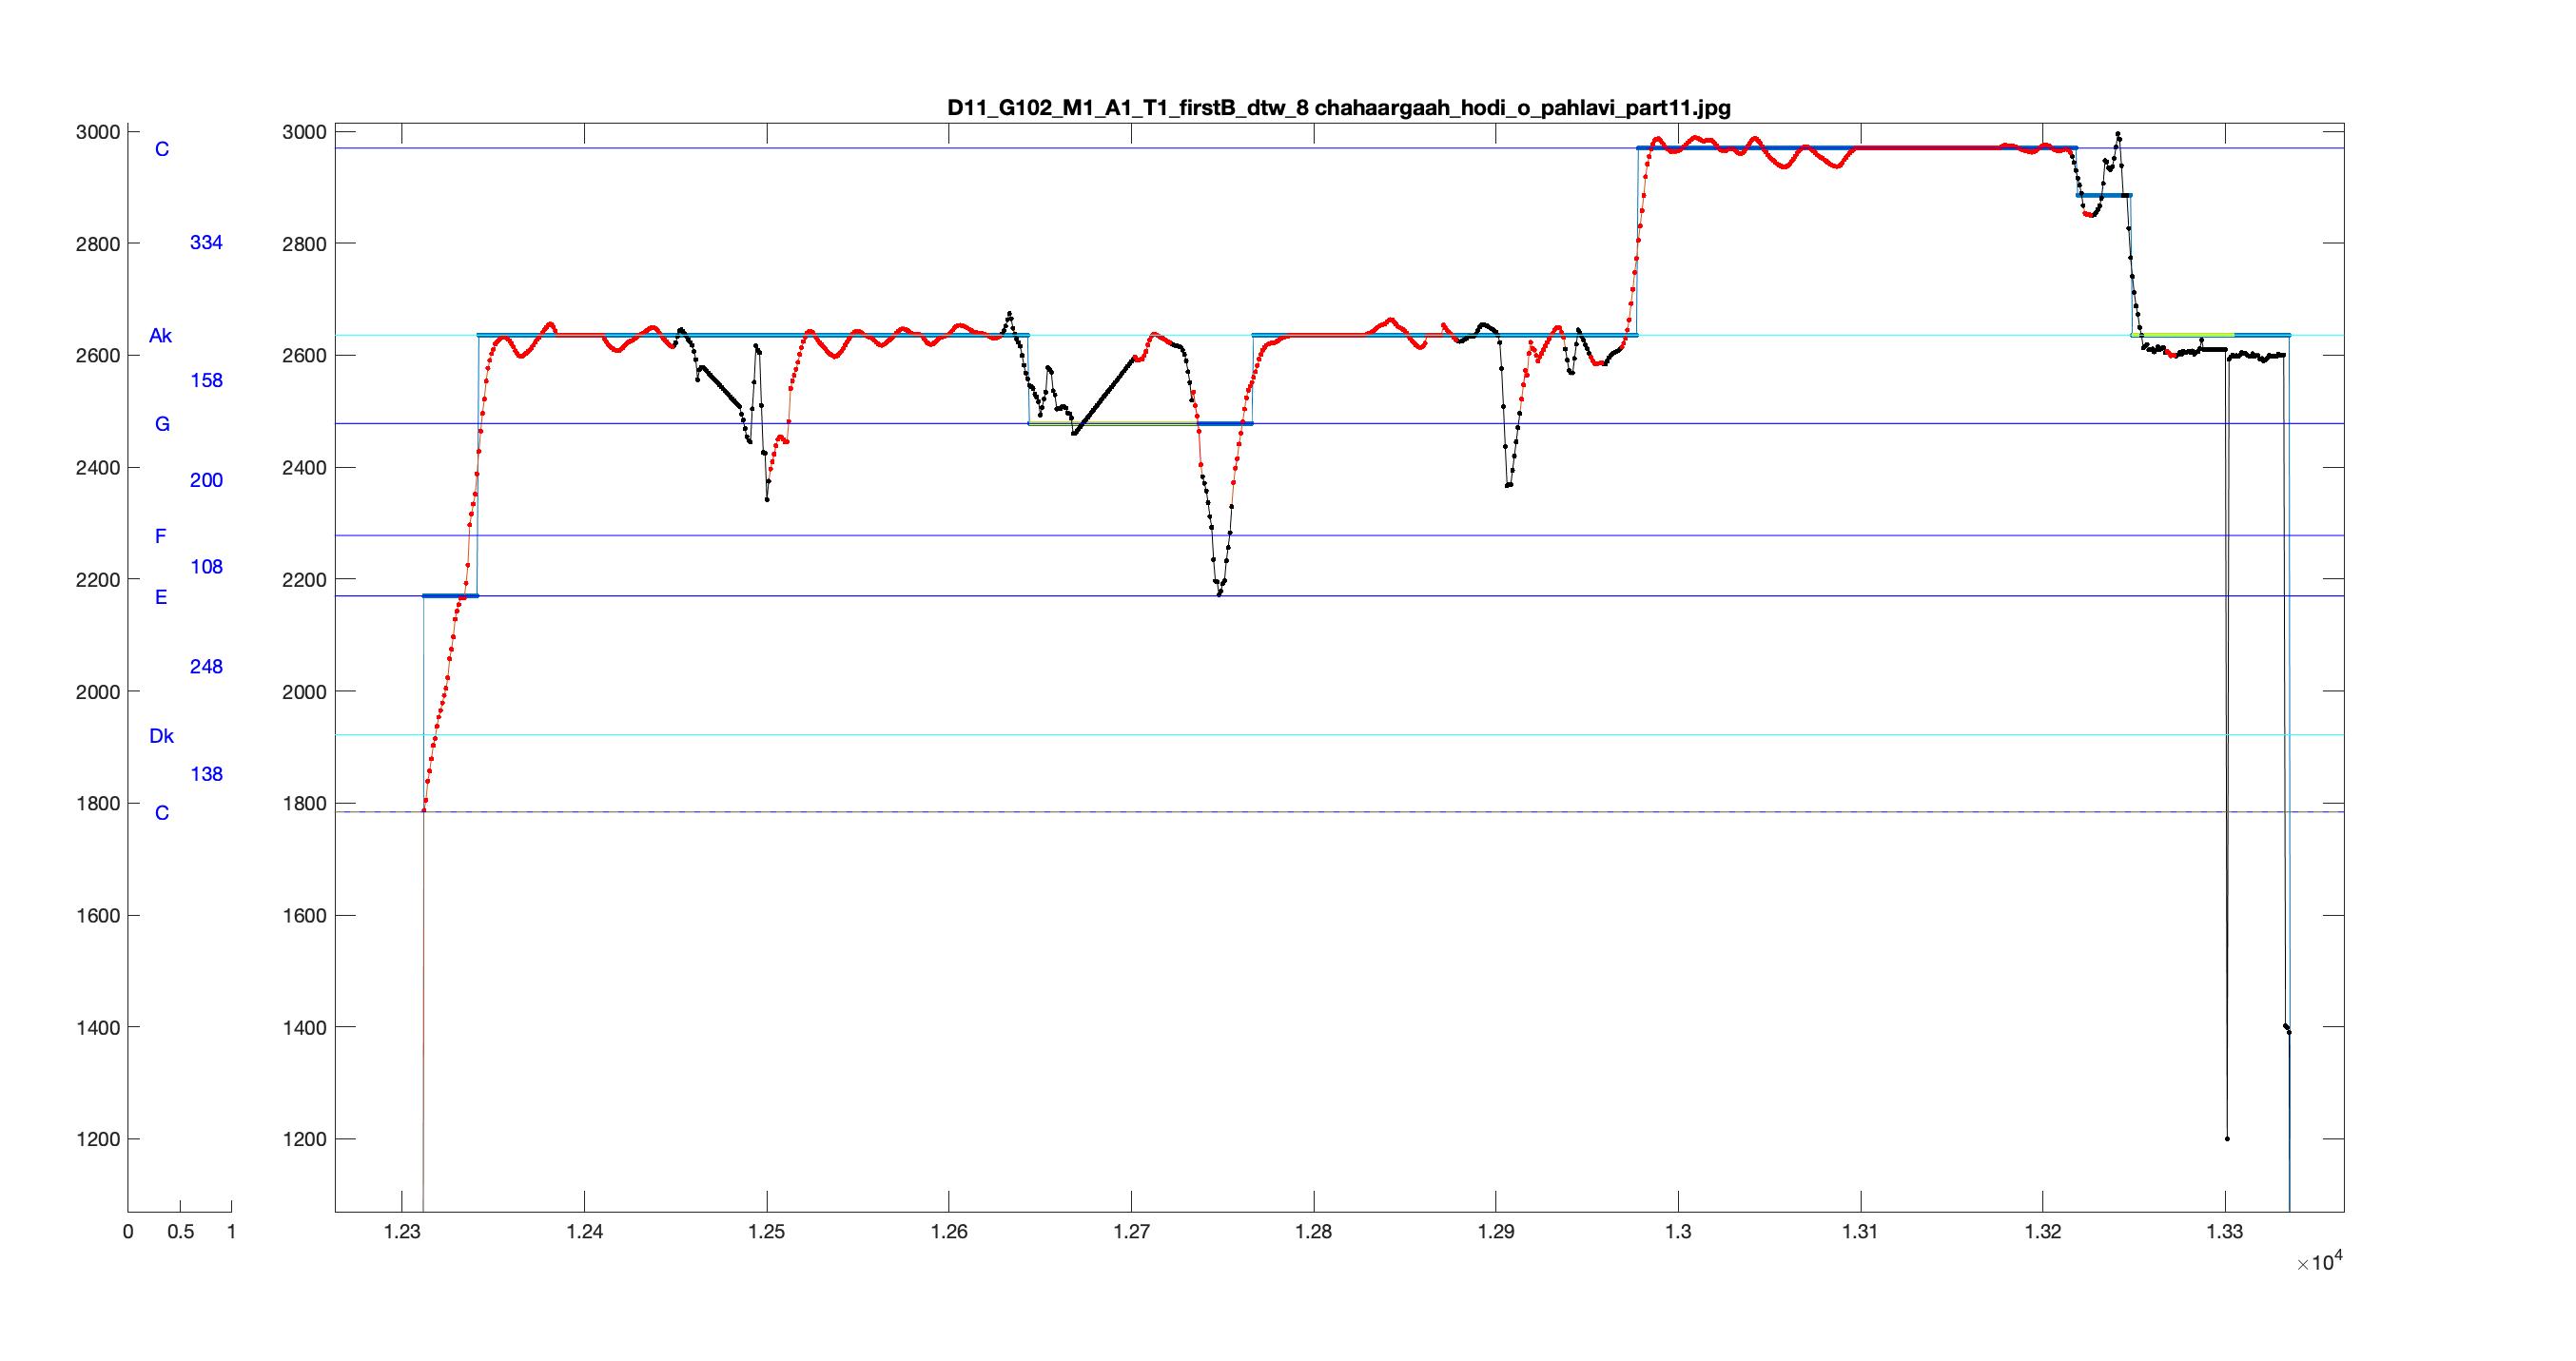 D11_G102_M1_A1_T1_firstB_dtw_8 chahaargaah_hodi_o_pahlavi_part11.jpg
3000 3000
C
2800 334 2800
Ak
2600 2600
158
G
2400 200 2400
F
108
2200 2200
E
248
2000 2000
Dk
138
1800 1800
C
1600 1600
1400 1400
1200 1200
0 0.5 1 1.23 1.24 1.25 1.26 1.27 1.28 1.29 1.3 1.31 1.32 1.33
×10⁴